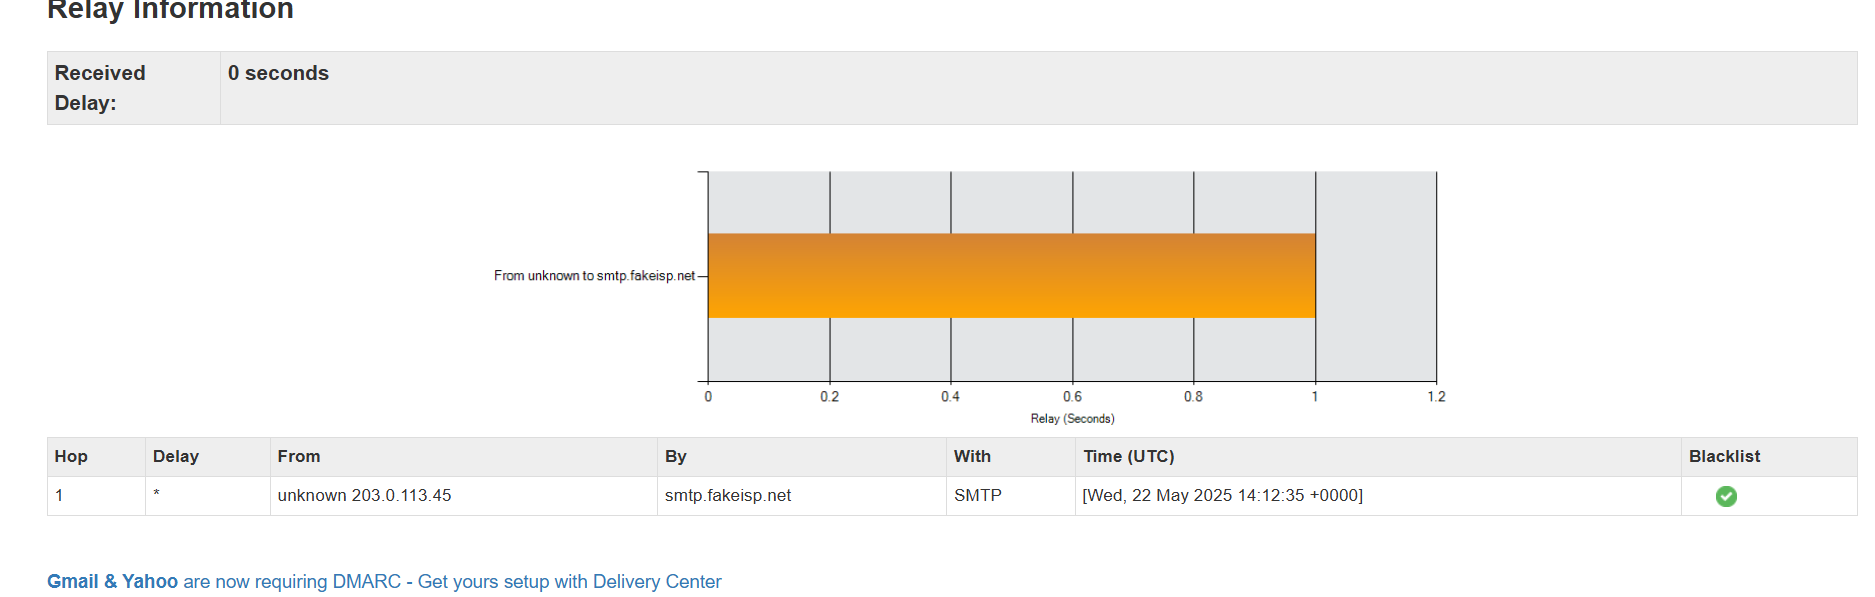 Relay Information
Received Delay: 0 seconds
From unknown to smtp.fakeisp.net
0 0.2 0.4 0.6 0.8 1 1.2
Relay (Seconds)
Hop Delay From By With Time (UTC) Blacklist
1 * unknown 203.0.113.45 smtp.fakeisp.net SMTP [Wed, 22 May 2025 14:12:35 +0000]
Gmail & Yahoo are now requiring DMARC - Get yours setup with Delivery Center